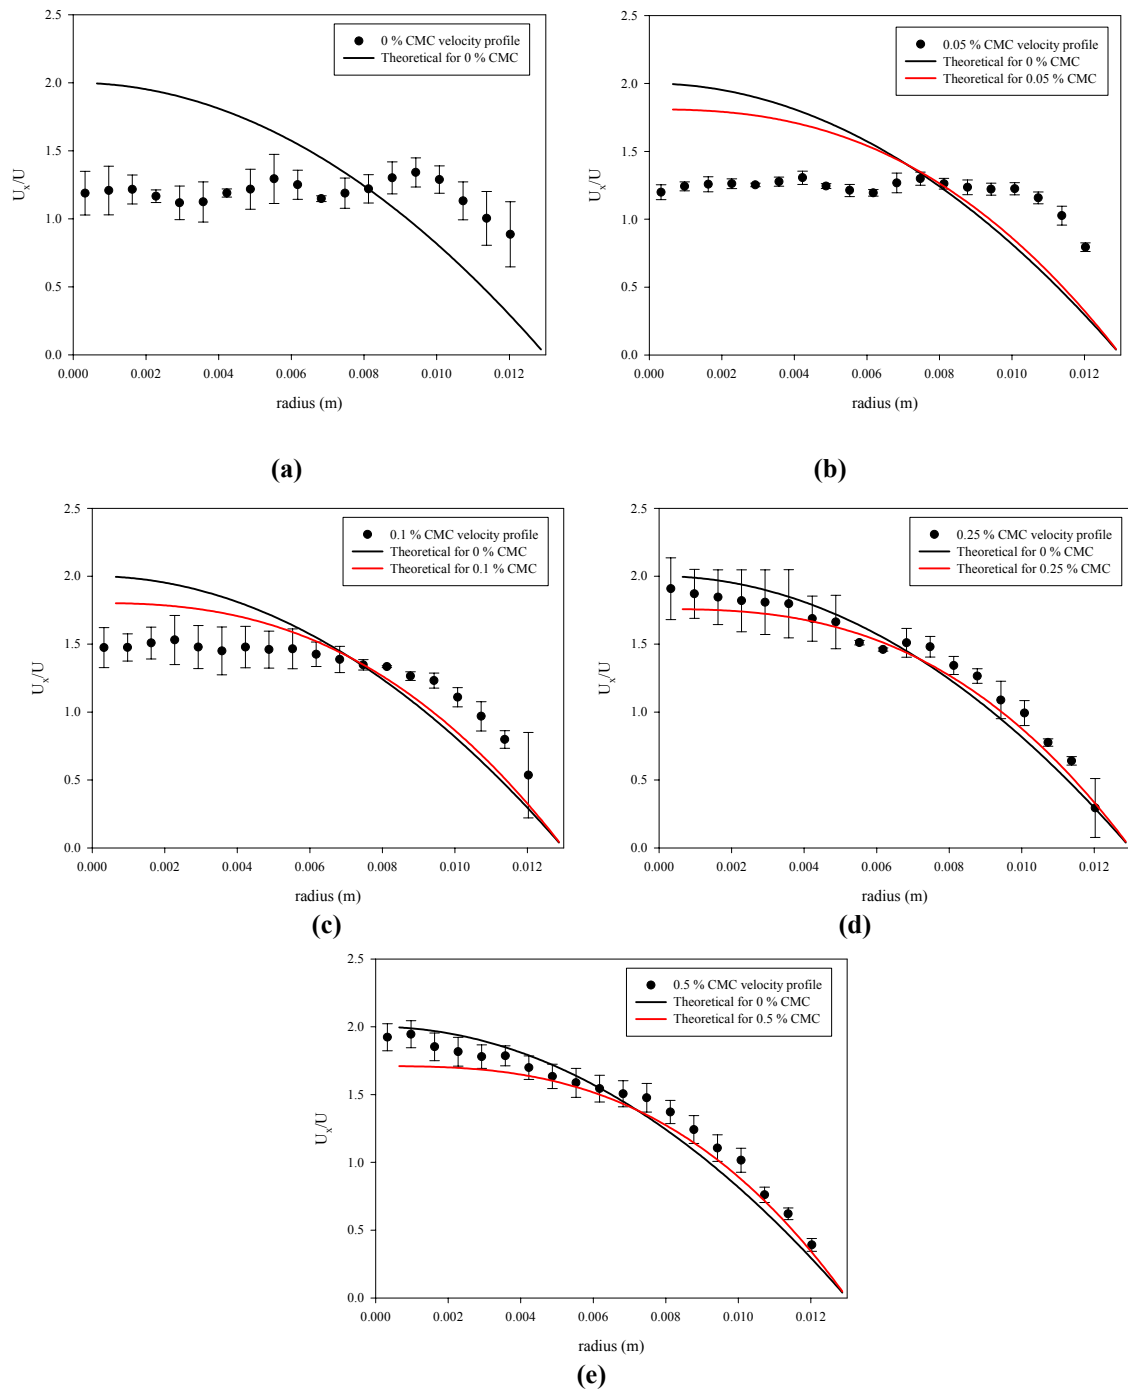 2.5
2.0
1.5
1.0
0.5
0.0
Ux/U
0 % CMC velocity profile
Theoretical for 0 % CMC
0.000 0.002 0.004 0.006 0.008 0.010 0.012
radius (m)
(a)
2.5
2.0
1.5
1.0
0.5
0.0
Ux/U
0.05 % CMC velocity profile
Theoretical for 0 % CMC
Theoretical for 0.05 % CMC
0.000 0.002 0.004 0.006 0.008 0.010 0.012
radius (m)
(b)
2.5
2.0
1.5
1.0
0.5
0.0
Ux/U
0.1 % CMC velocity profile
Theoretical for 0 % CMC
Theoretical for 0.1 % CMC
0.000 0.002 0.004 0.006 0.008 0.010 0.012
radius (m)
(c)
2.5
2.0
1.5
1.0
0.5
0.0
Ux/U
0.25 % CMC velocity profile
Theoretical for 0 % CMC
Theoretical for 0.25 % CMC
0.000 0.002 0.004 0.006 0.008 0.010 0.012
radius (m)
(d)
2.5
2.0
1.5
1.0
0.5
0.0
Ux/U
0.5 % CMC velocity profile
Theoretical for 0 % CMC
Theoretical for 0.5 % CMC
0.000 0.002 0.004 0.006 0.008 0.010 0.012
radius (m)
(e)